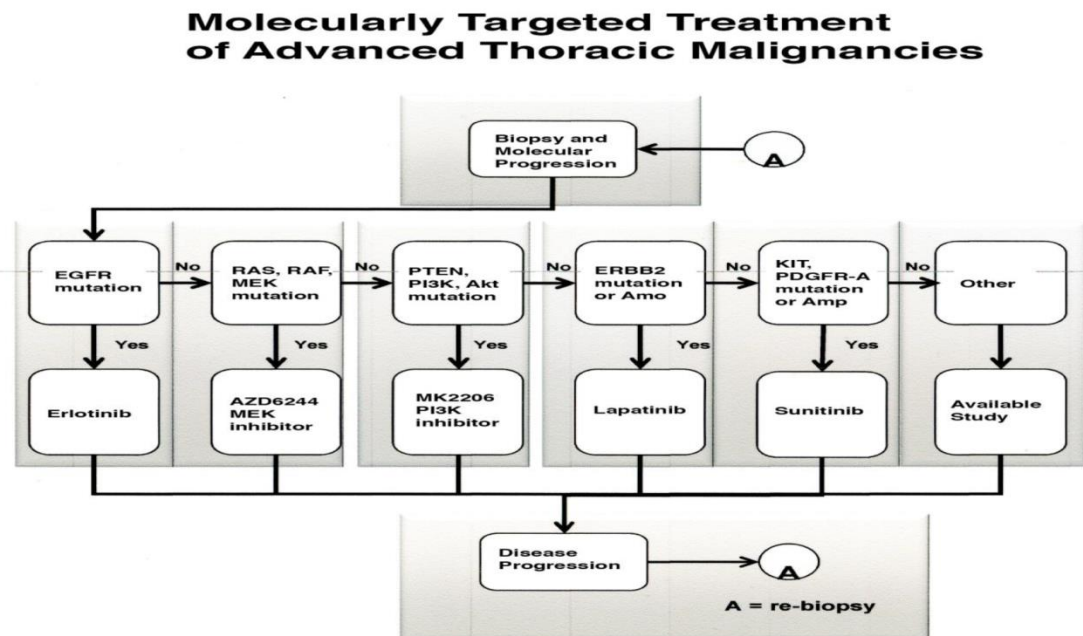 Molecularly Targeted Treatment
of Advanced Thoracic Malignancies
Biopsy and
Molecular
Progression
A
EGFR
mutation
No
RAS, RAF,
MEK
mutation
No
PTEN,
PI3K, Akt
mutation
No
ERBB2
mutation
or Amo
No
KIT,
PDGFR-A
mutation
or Amp
No
Other
Yes
Yes
Yes
Yes
Yes
Erlotinib
AZD6244
MEK
inhibitor
MK2206
PI3K
inhibitor
Lapatinib
Sunitinib
Available
Study
Disease
Progression
A
A = re-biopsy